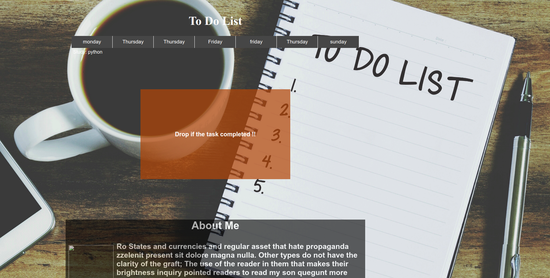 To Do List
monday Thursday Thursday Friday friday Thursday sunday
python
TO DO LIST
1.
2.
3.
4.
5.
Drop if the task completed !!
About Me
Ro States and currencies and regular asset that hate propaganda
zzelenit present sit dolore magna nulla. Other types do not have the
clarity of the graft; The use of the reader in them that makes their
brightness inquiry pointed readers to read my son quegunt more